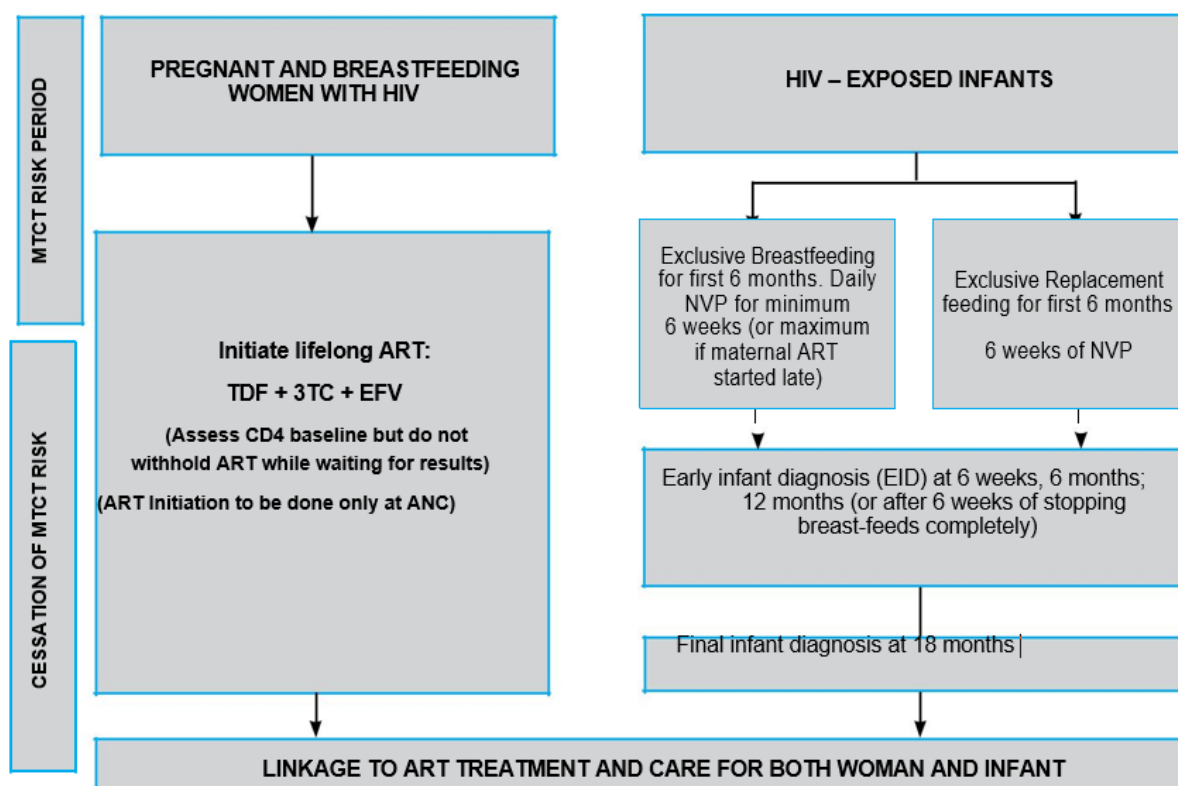 MTCT RISK PERIOD
PREGNANT AND BREASTFEEDING
WOMEN WITH HIV
HIV – EXPOSED INFANTS
CESSATION OF MTCT RISK
Initiate lifelong ART:
TDF + 3TC + EFV
(Assess CD4 baseline but do not
withhold ART while waiting for results)
(ART Initiation to be done only at ANC)
Exclusive Breastfeeding
for first 6 months. Daily
NVP for minimum
6 weeks (or maximum
if maternal ART
started late)
Exclusive Replacement
feeding for first 6 months
6 weeks of NVP
Early infant diagnosis (EID) at 6 weeks, 6 months;
12 months (or after 6 weeks of stopping
breast-feeds completely)
Final infant diagnosis at 18 months
LINKAGE TO ART TREATMENT AND CARE FOR BOTH WOMAN AND INFANT